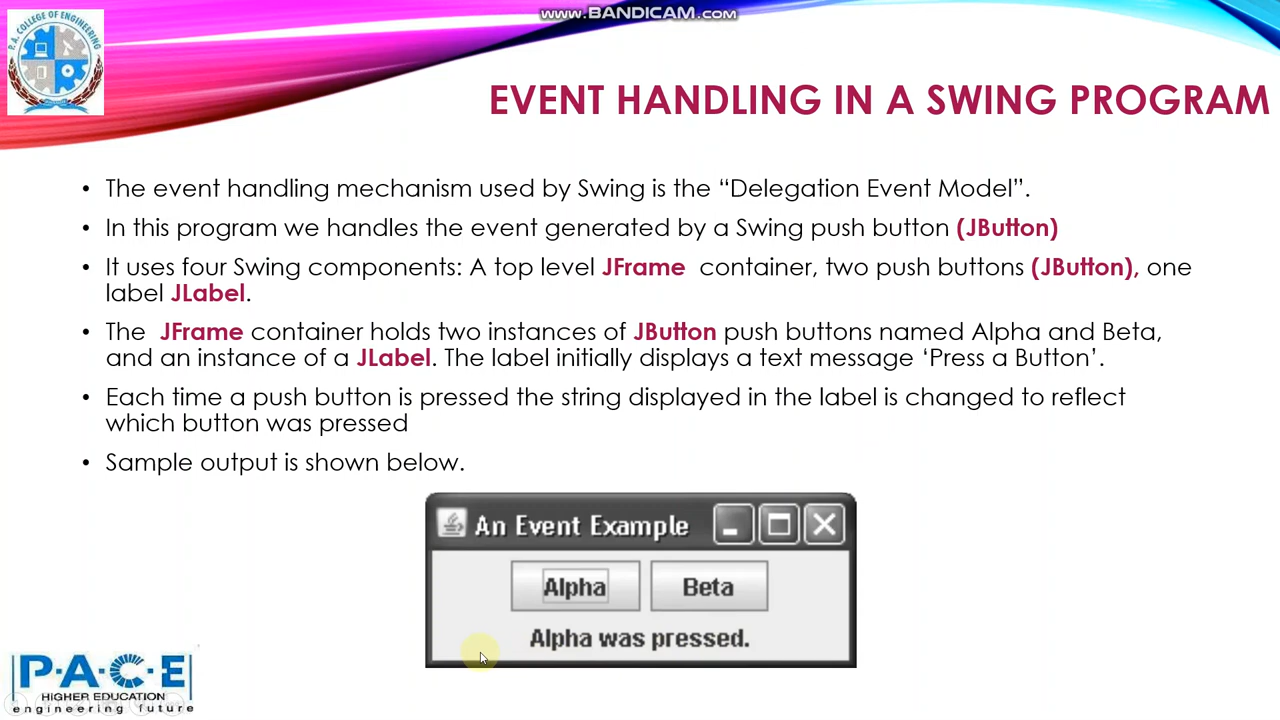 www.BANDICAM.com
P.A. COLLEGE OF ENGINEERING
EVENT HANDLING IN A SWING PROGRAM
• The event handling mechanism used by Swing is the “Delegation Event Model”.
• In this program we handles the event generated by a Swing push button (JButton)
• It uses four Swing components: A top level JFrame container, two push buttons (JButton), one
label JLabel.
• The JFrame container holds two instances of JButton push buttons named Alpha and Beta,
and an instance of a JLabel. The label initially displays a text message ‘Press a Button’.
• Each time a push button is pressed the string displayed in the label is changed to reflect
which button was pressed
• Sample output is shown below.
An Event Example
Alpha Beta
Alpha was pressed.
P·A·C·E
HIGHER EDUCATION
engineering future